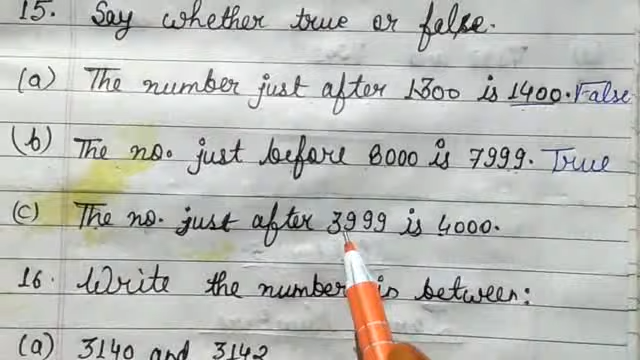 15. Say whether true or false.
(a) The number just after 1300 is 1400. False
(b) The no. just before 8000 is 7999. True
(c) The no. just after 3999 is 4000.
16. Write the number in between:
(a) 3140 and 3142